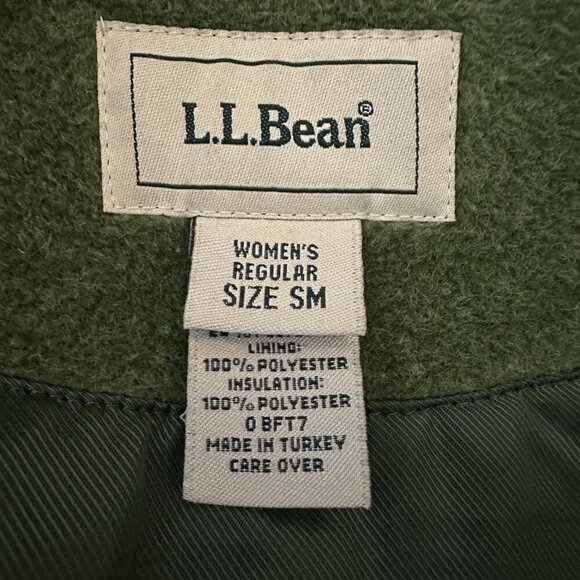 L.L.Bean®
WOMEN'S
REGULAR
SIZE SM
LINING:
100% POLYESTER
INSULATION:
100% POLYESTER
0 BFT7
MADE IN TURKEY
CARE OVER